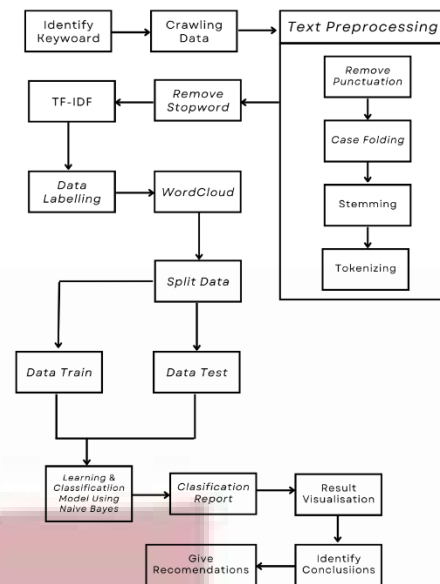 Identify
Keywoard
Crawling
Data
Text Preprocessing
Remove
Punctuation
Case Folding
Stemming
Tokenizing
Remove
Stopword
TF-IDF
Data
Labelling
WordCloud
Split Data
Data Train
Data Test
Learning &
Classificatiion
Model Using
Naive Bayes
Clasification
Report
Result
Visualisation
Identify
Conclusiions
Give
Recomendations